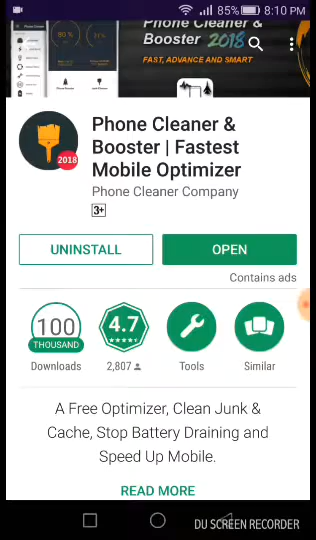 85% 8:10 PM
Phone Cleaner &
Booster 2018
FAST, ADVANCE AND SMART
2018
Phone Cleaner &
Booster | Fastest
Mobile Optimizer
Phone Cleaner Company
3+
UNINSTALL
OPEN
Contains ads
100
THOUSAND
Downloads
4.7
2,807
Tools
Similar
A Free Optimizer, Clean Junk &
Cache, Stop Battery Draining and
Speed Up Mobile.
READ MORE
DU SCREEN RECORDER